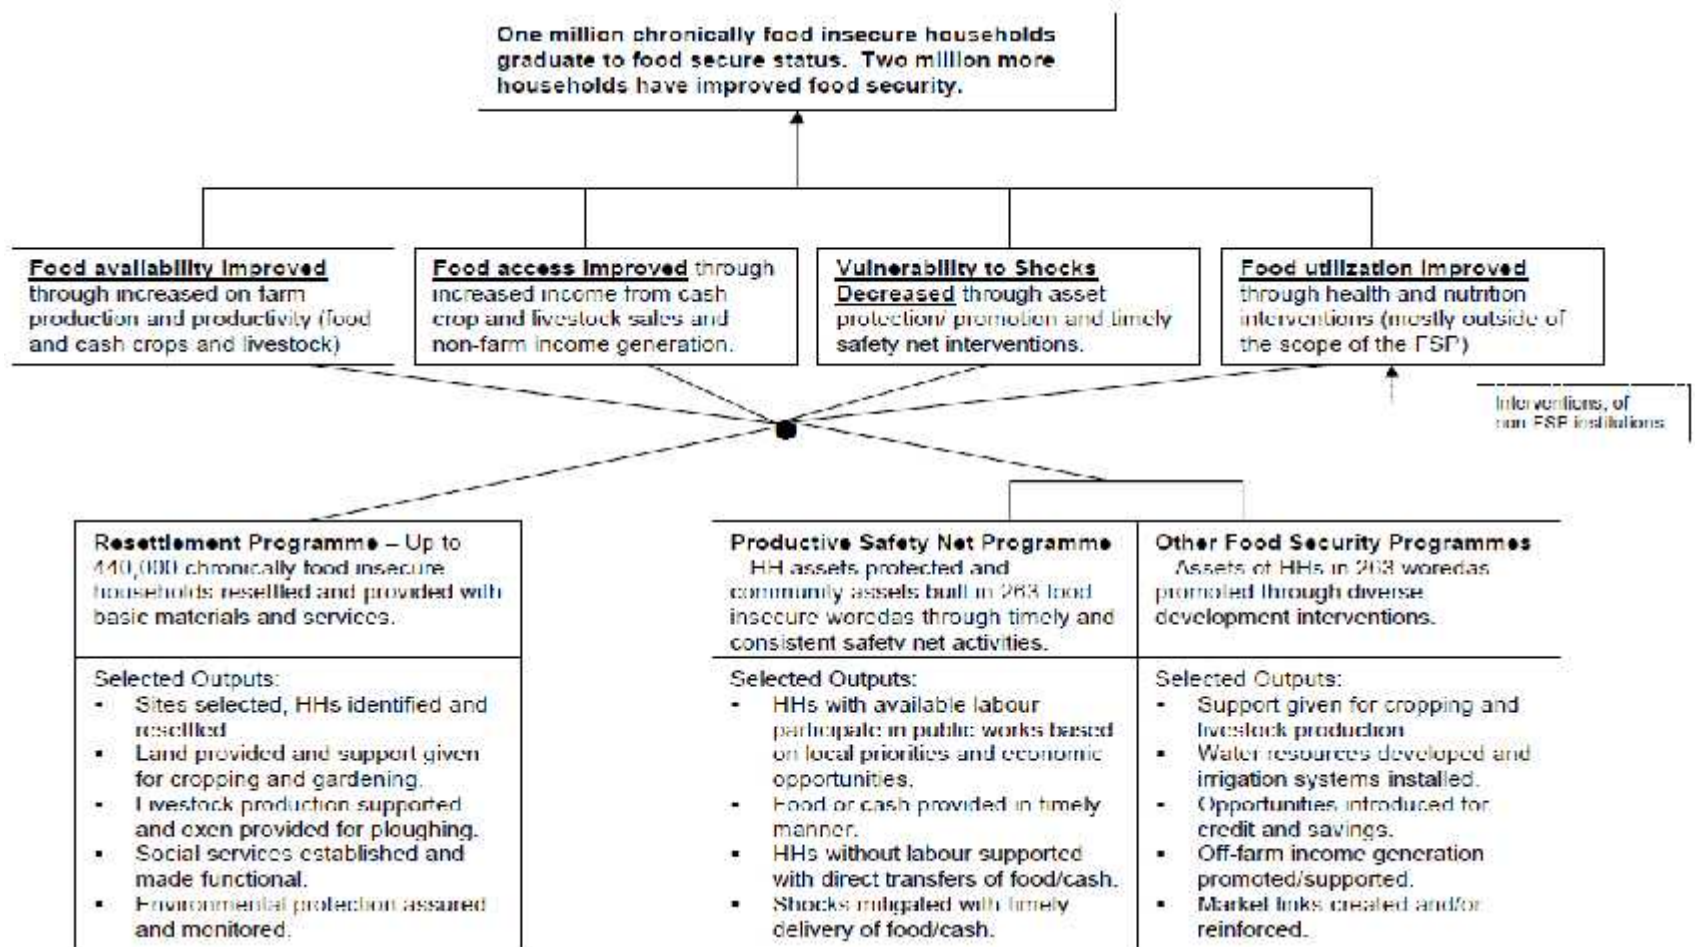 One million chronically food insecure households
graduate to food secure status. Two million more
households have improved food security.
Food availability Improved
through increased on farm
production and productivity (food
and cash crops and livestock)
Food access Improved through
increased income from cash
crop and livestock sales and
non-farm income generation.
Vulnerability to Shocks
Decreased through asset
protection/ promotion and timely
safety net interventions.
Food utilization Improved
through health and nutrition
interventions (mostly outside of
the scope of the FSP)
Interventions, of
non FSP institutions
Resettlement Programme – Up to
440,000 chronically food insecure
households resettled and provided with
basic materials and services.
Selected Outputs:
▪ Sites selected, HHs identified and
resettled
▪ Land provided and support given
for cropping and gardening.
▪ Livestock production supported
and oxen provided for ploughing.
▪ Social services established and
made functional.
▪ Environmental protection assured
and monitored.
Productive Safety Net Programme
HH assets protected and
community assets built in 263 food
insecure woredas through timely and
consistent safety net activities.
Selected Outputs:
▪ HHs with available labour
participate in public works based
on local priorities and economic
opportunities.
▪ Food or cash provided in timely
manner.
▪ HHs without labour supported
with direct transfers of food/cash.
▪ Shocks mitigated with timely
delivery of food/cash.
Other Food Security Programmes
Assets of HHs in 263 woredas
promoted through diverse
development interventions.
Selected Outputs:
▪ Support given for cropping and
livestock production
▪ Water resources developed and
irrigation systems installed.
▪ Opportunities introduced for
credit and savings.
▪ Off-farm income generation
promoted/supported.
▪ Market links created and/or
reinforced.